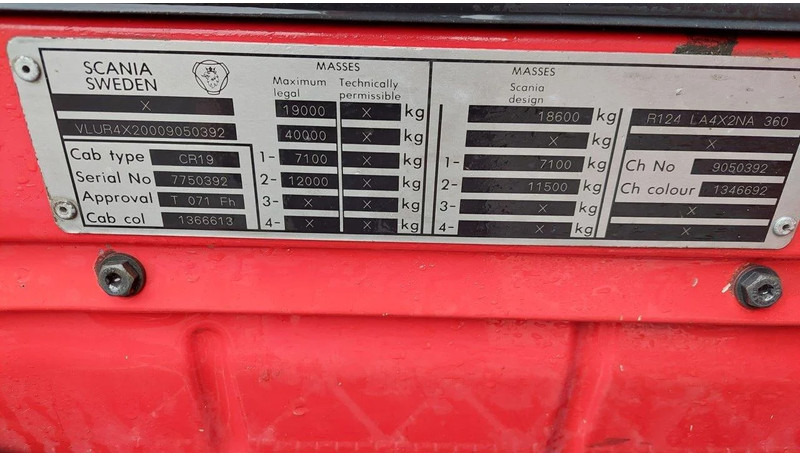 SCANIA
SWEDEN
X
VLUR4X20009050392
Cab type CR19
Serial No 7750392
Approval T 071 Fh
Cab col 1366613
MASSES
Maximum legal Technically permissible
19000 X kg
40000 X kg
1- 7100 X kg
2- 12000 X kg
3- X X kg
4- X X kg
MASSES
Scania design
18600 kg
X kg
1- 7100 kg
2- 11500 kg
3- X kg
4- X kg
R124 LA4X2NA 360
X
Ch No 9050392
Ch colour 1346692
X
X